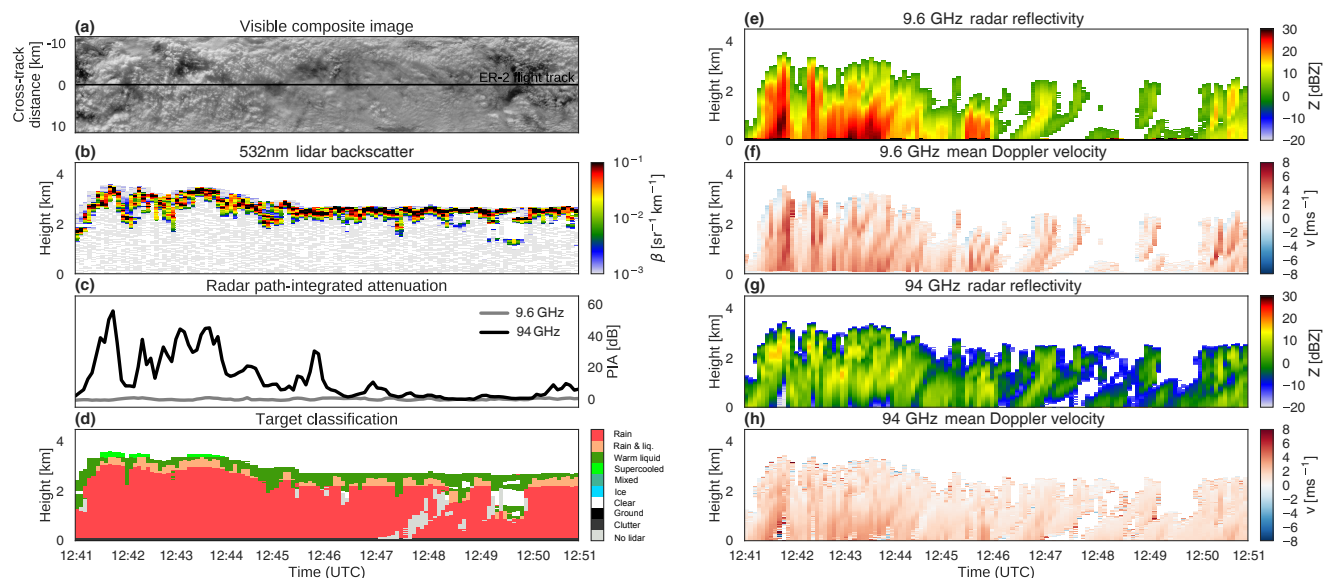 (a) Visible composite image
-10
0
10
Cross-track
distance [km]
ER-2 flight track
(b) 532nm lidar backscatter
4
2
0
Height [km]
10⁻¹
10⁻²
10⁻³
β [sr⁻¹ km⁻¹]
(c) Radar path-integrated attenuation
9.6 GHz
94 GHz
60
40
20
0
PIA [dB]
(d) Target classification
4
2
0
Height [km]
Rain
Rain & liq.
Warm liquid
Supercooled
Mixed
Ice
Clear
Ground
Clutter
No lidar
12:41 12:42 12:43 12:44 12:45 12:46 12:47 12:48 12:49 12:50 12:51
Time (UTC)
(e) 9.6 GHz radar reflectivity
4
2
0
Height [km]
30
20
10
0
−10
−20
Z [dBZ]
(f) 9.6 GHz mean Doppler velocity
4
2
0
Height [km]
8
6
4
2
0
−2
−4
−6
−8
v [ms⁻¹]
(g) 94 GHz radar reflectivity
4
2
0
Height [km]
30
20
10
0
−10
−20
Z [dBZ]
(h) 94 GHz mean Doppler velocity
4
2
0
Height [km]
8
6
4
2
0
−2
−4
−6
−8
v [ms⁻¹]
12:41 12:42 12:43 12:44 12:45 12:46 12:47 12:48 12:49 12:50 12:51
Time (UTC)